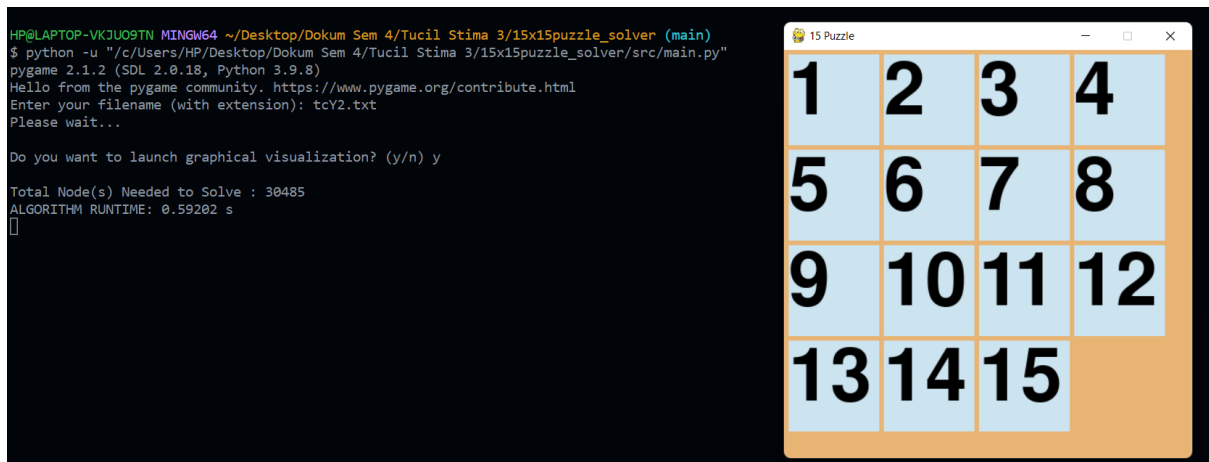 HP@LAPTOP-VKJUO9TN MINGW64 ~/Desktop/Dokum Sem 4/Tucil Stima 3/15x15puzzle_solver (main)
$ python -u "/c/Users/HP/Desktop/Dokum Sem 4/Tucil Stima 3/15x15puzzle_solver/src/main.py"
pygame 2.1.2 (SDL 2.0.18, Python 3.9.8)
Hello from the pygame community. https://www.pygame.org/contribute.html
Enter your filename (with extension): tcY2.txt
Please wait...
Do you want to launch graphical visualization? (y/n) y
Total Node(s) Needed to Solve : 30485
ALGORITHM RUNTIME: 0.59202 s
15 Puzzle
1 2 3 4
5 6 7 8
9 10 11 12
13 14 15